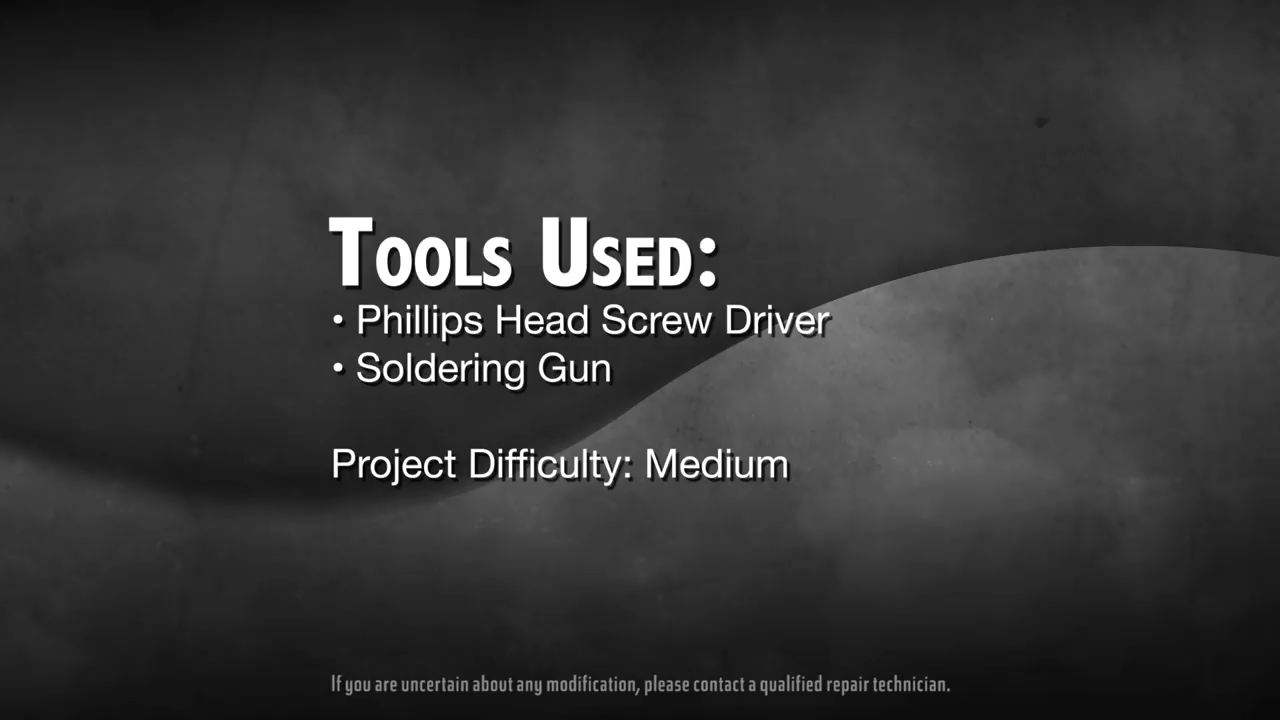 Tools Used:
• Phillips Head Screw Driver
• Soldering Gun
Project Difficulty: Medium
If you are uncertain about any modification, please contact a qualified repair technician.